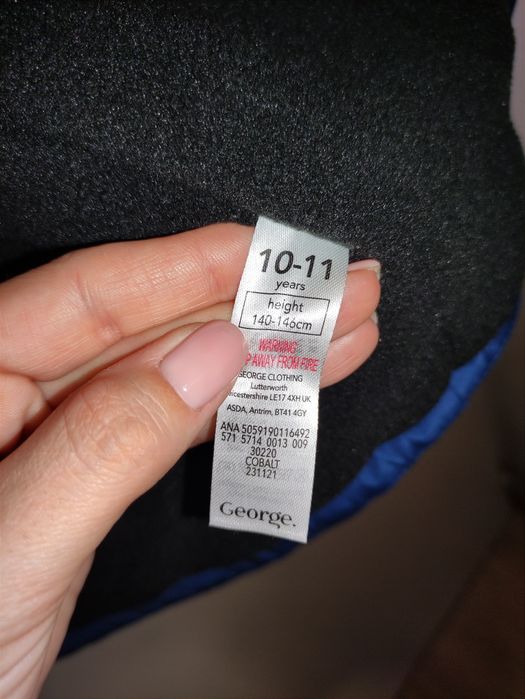 10-11
years
height
140-146cm
WARNING
AWAY FROM FIRE
GEORGE CLOTHING
Lutterworth
LE17 4XH UK
ASDA, Antrim, BT41 4GY
ANA 5059190116492
571 5714 0013 009
30220
COBALT
231121
George.